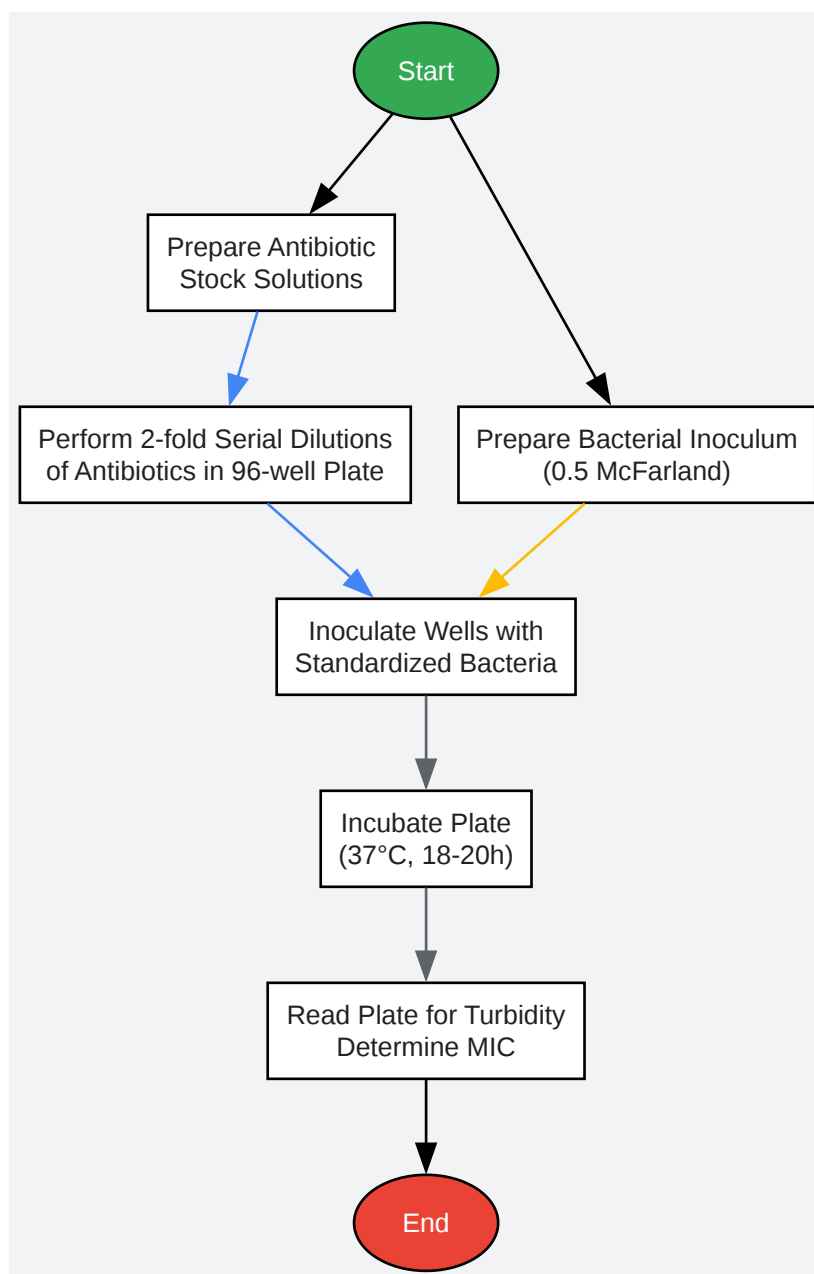 Start
Prepare Antibiotic
Stock Solutions
Perform 2-fold Serial Dilutions
of Antibiotics in 96-well Plate
Prepare Bacterial Inoculum
(0.5 McFarland)
Inoculate Wells with
Standardized Bacteria
Incubate Plate
(37°C, 18-20h)
Read Plate for Turbidity
Determine MIC
End